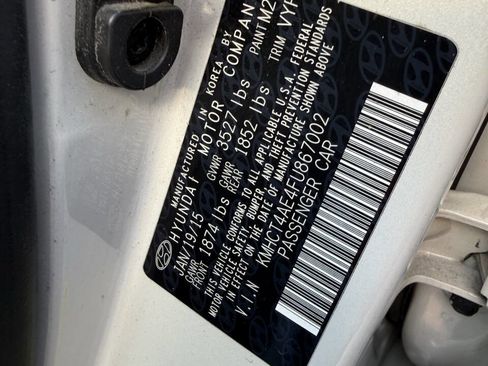 MANUFACTURED IN KOREA BY
HYUNDAI MOTOR COMPAN
JAN/19/15 GVWR 3527 lbs PAINT M2
GAWR FRONT 1874 lbs GAWR REAR 1852 lbs TRIM VYF
THIS VEHICLE CONFORMS TO ALL APPLICABLE U.S.A. FEDERAL
MOTOR VEHICLE SAFETY, BUMPER, AND THEFT PREVENTION STANDARDS
IN EFFECT ON THE DATE OF MANUFACTURE SHOWN ABOVE
V.I.N KMHCT4AE4FU867002
PASSENGER CAR